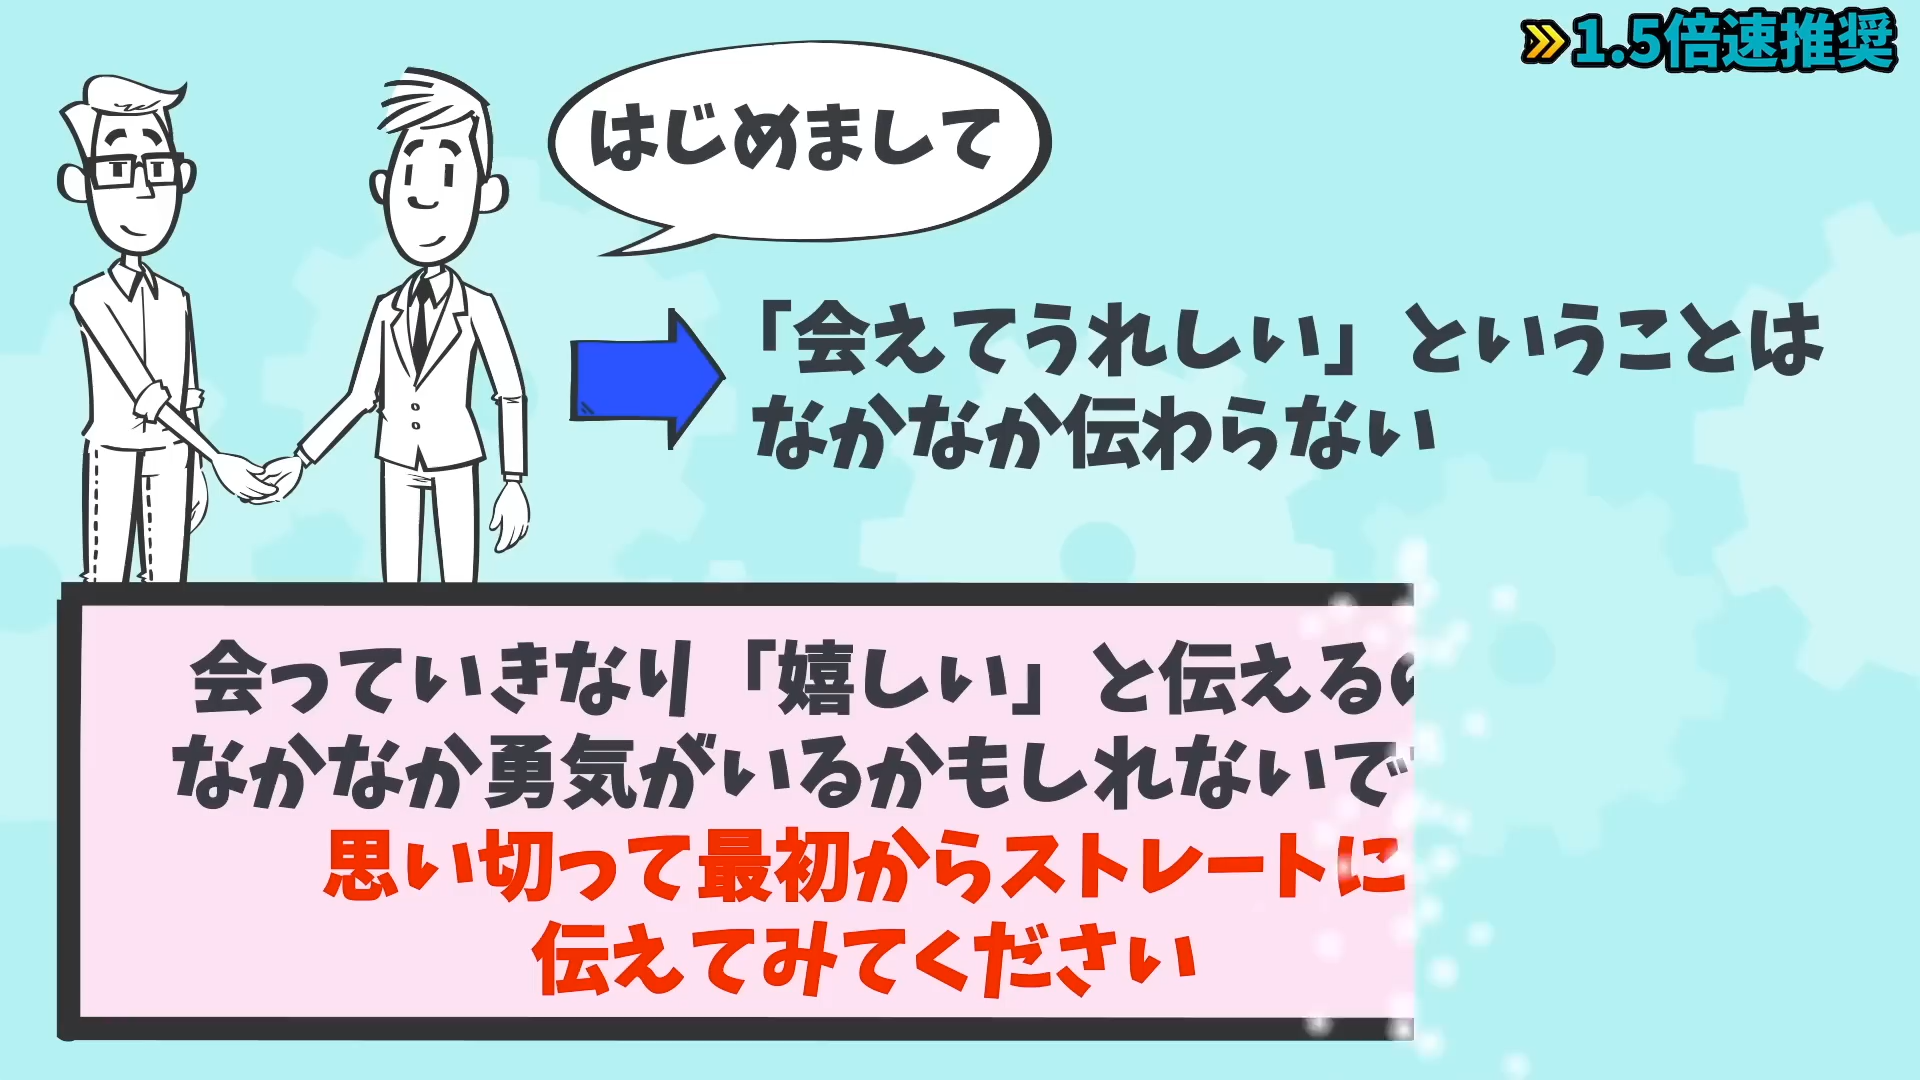 1.5倍速推奨
はじめまして
「会えてうれしい」ということは
なかなか伝わらない
会っていきなり「嬉しい」と伝える
なかなか勇気がいるかもしれないで
思い切って最初からストレートに
伝えてみてください